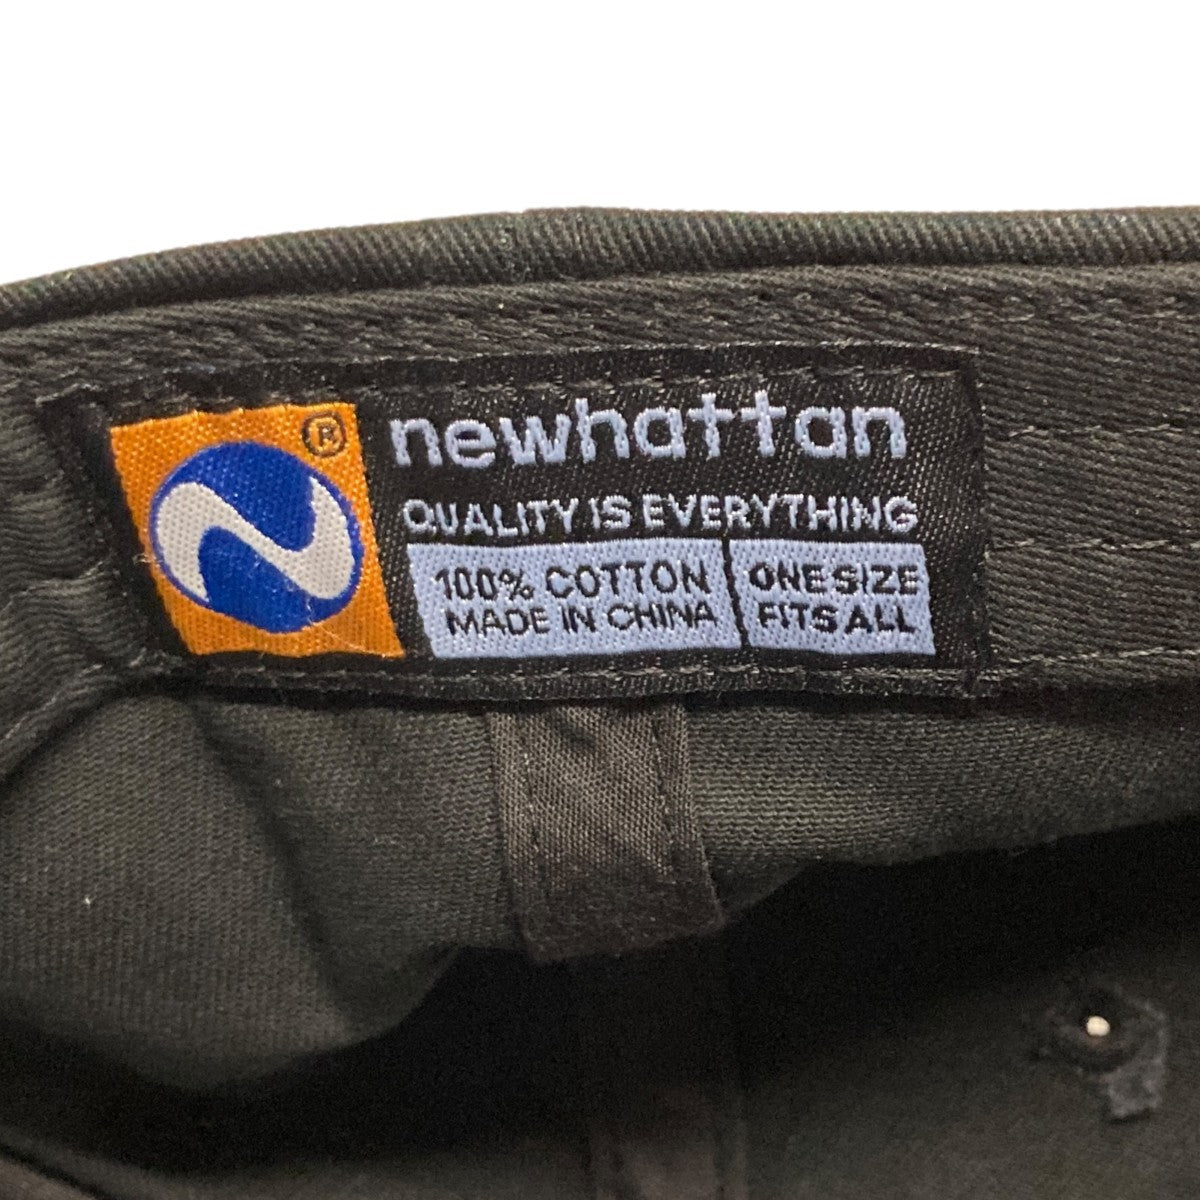 ®
newhattan
QUALITY IS EVERYTHING
100% COTTON
MADE IN CHINA
ONE SIZE
FITS ALL